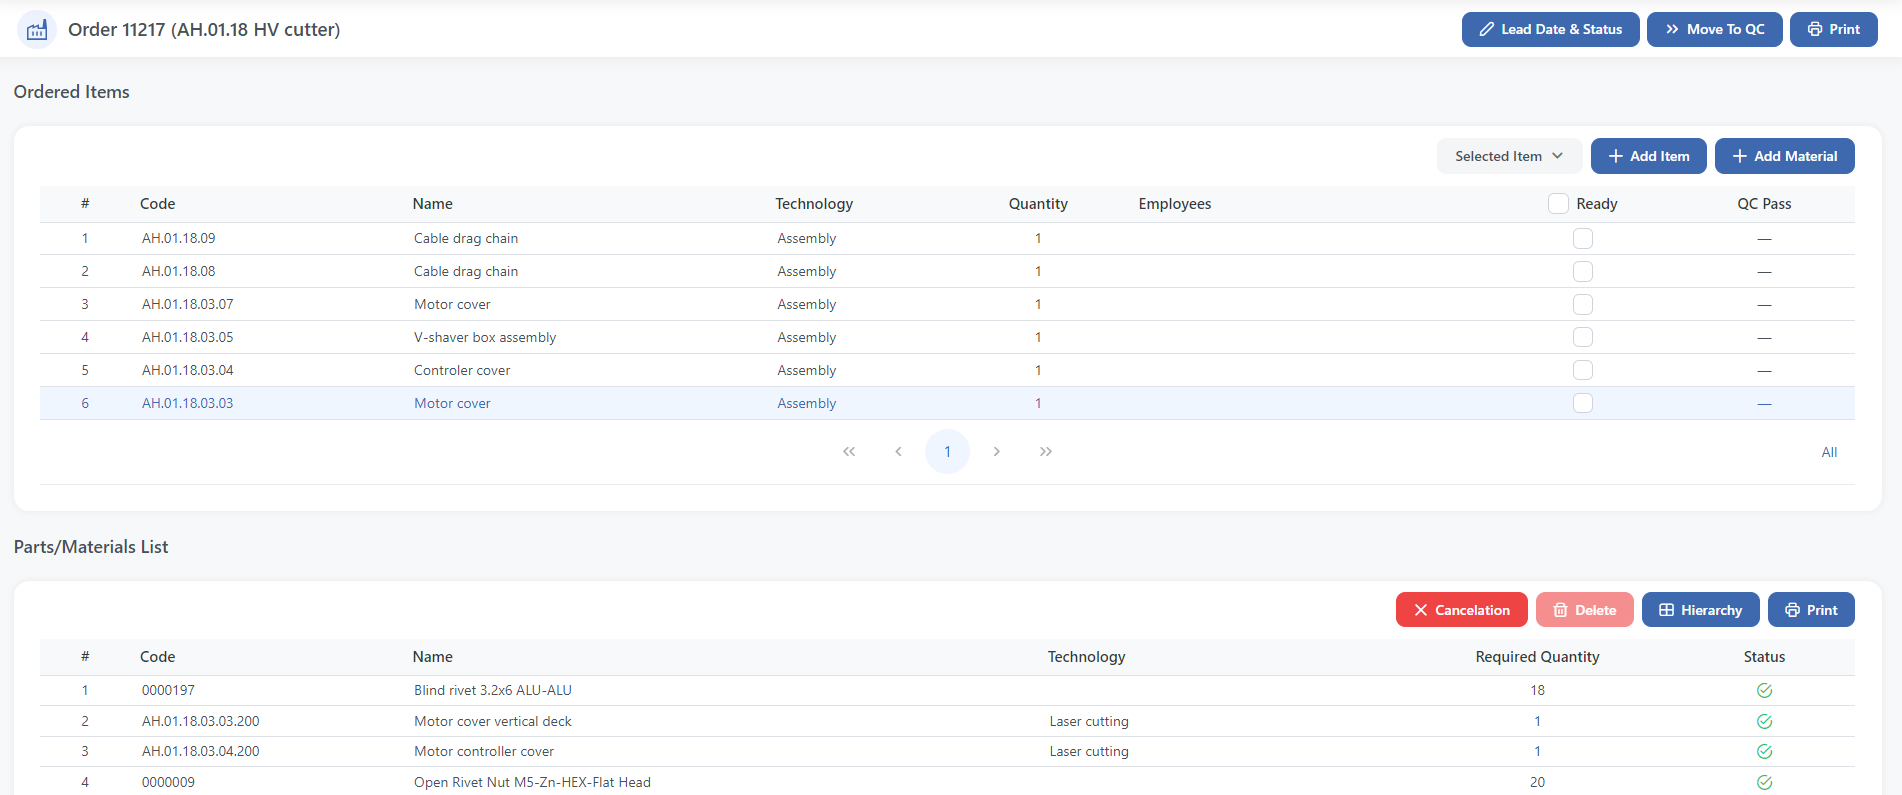 Order 11217 (AH.01.18 HV cutter) Lead Date & Status Move To QC Print
Ordered Items
Selected Item Add Item Add Material
# Code Name Technology Quantity Employees Ready QC Pass
1 AH.01.18.09 Cable drag chain Assembly 1 —
2 AH.01.18.08 Cable drag chain Assembly 1 —
3 AH.01.18.03.07 Motor cover Assembly 1 —
4 AH.01.18.03.05 V-shaver box assembly Assembly 1 —
5 AH.01.18.03.04 Controler cover Assembly 1 —
6 AH.01.18.03.03 Motor cover Assembly 1 —
1 All
Parts/Materials List
Cancelation Delete Hierarchy Print
# Code Name Technology Required Quantity Status
1 0000197 Blind rivet 3.2x6 ALU-ALU 18
2 AH.01.18.03.03.200 Motor cover vertical deck Laser cutting 1
3 AH.01.18.03.04.200 Motor controller cover Laser cutting 1
4 0000009 Open Rivet Nut M5-Zn-HEX-Flat Head 20